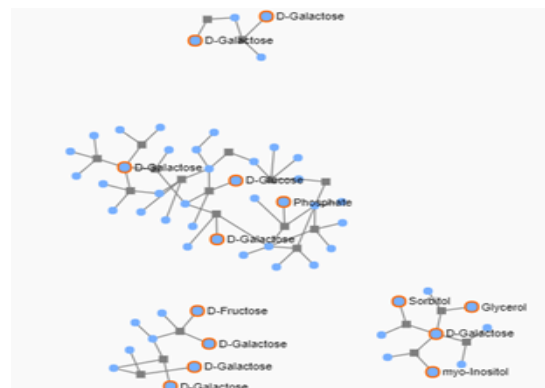 D-Galactose
D-Galactose
D-Galactose
D-Glucose
Phosphate
D-Galactose
D-Fructose
D-Galactose
D-Galactose
D-Galactose
Sorbitol
Glycerol
D-Galactose
myo-Inositol